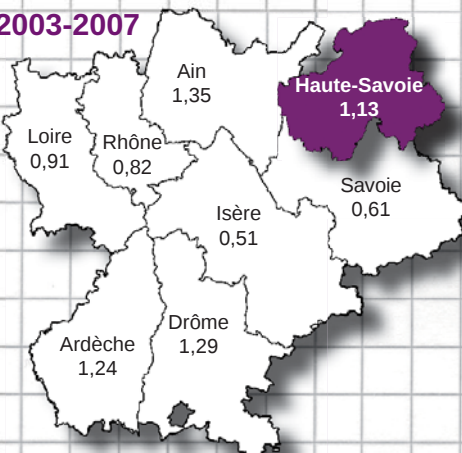 2003-2007
Ain
1,35
Haute-Savoie
1,13
Loire
0,91
Rhône
0,82
Savoie
0,61
Isère
0,51
Drôme
1,29
Ardèche
1,24